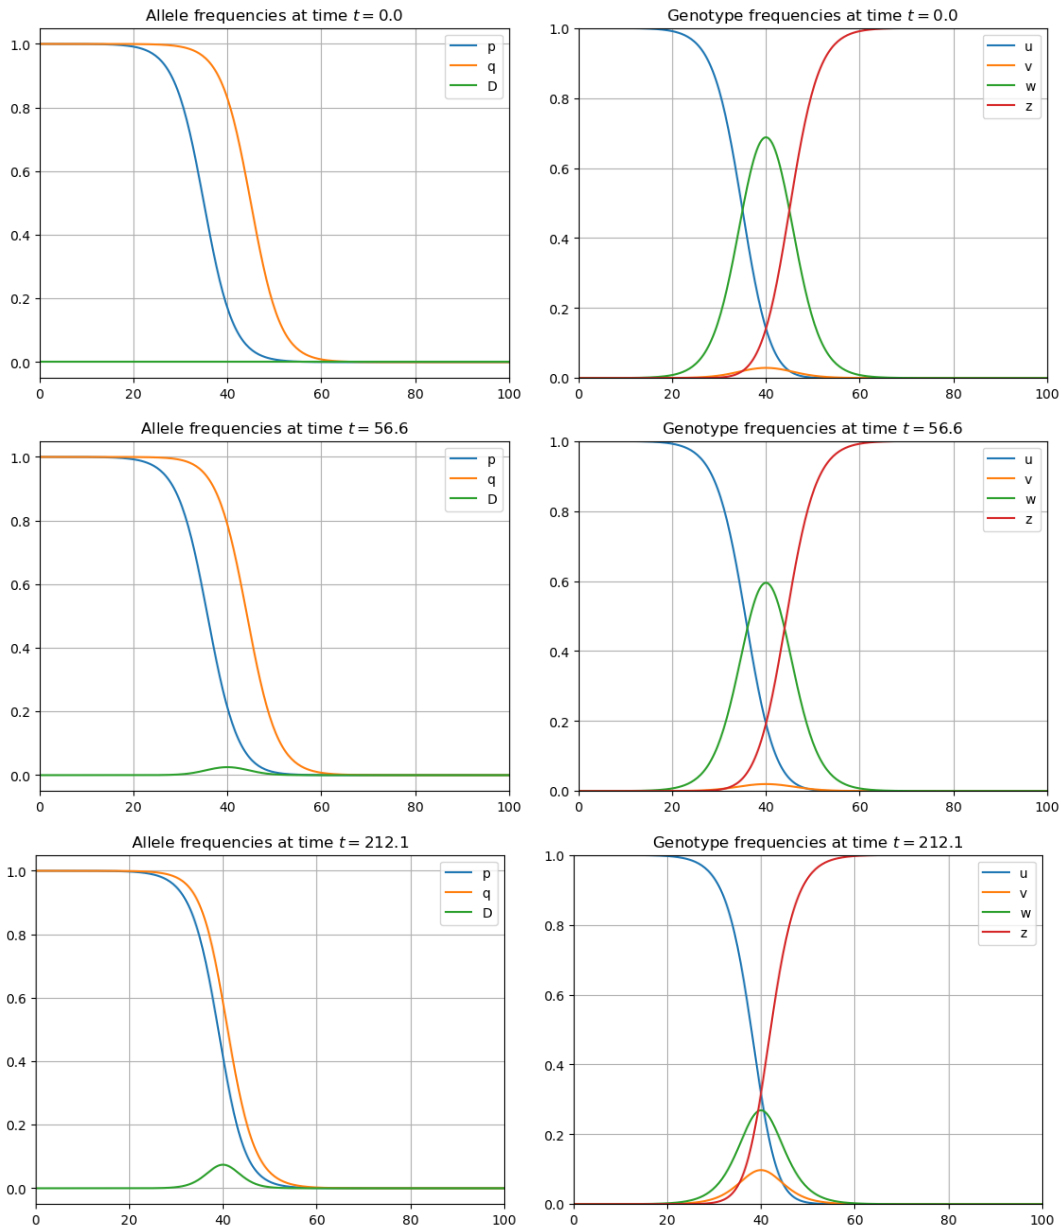 Allele frequencies at time t = 0.0
1.0
0.8
0.6
0.4
0.2
0.0
0 20 40 60 80 100
p
q
D
Genotype frequencies at time t = 0.0
1.0
0.8
0.6
0.4
0.2
0.0
0 20 40 60 80 100
u
v
w
z
Allele frequencies at time t = 56.6
1.0
0.8
0.6
0.4
0.2
0.0
0 20 40 60 80 100
p
q
D
Genotype frequencies at time t = 56.6
1.0
0.8
0.6
0.4
0.2
0.0
0 20 40 60 80 100
u
v
w
z
Allele frequencies at time t = 212.1
1.0
0.8
0.6
0.4
0.2
0.0
0 20 40 60 80 100
p
q
D
Genotype frequencies at time t = 212.1
1.0
0.8
0.6
0.4
0.2
0.0
0 20 40 60 80 100
u
v
w
z